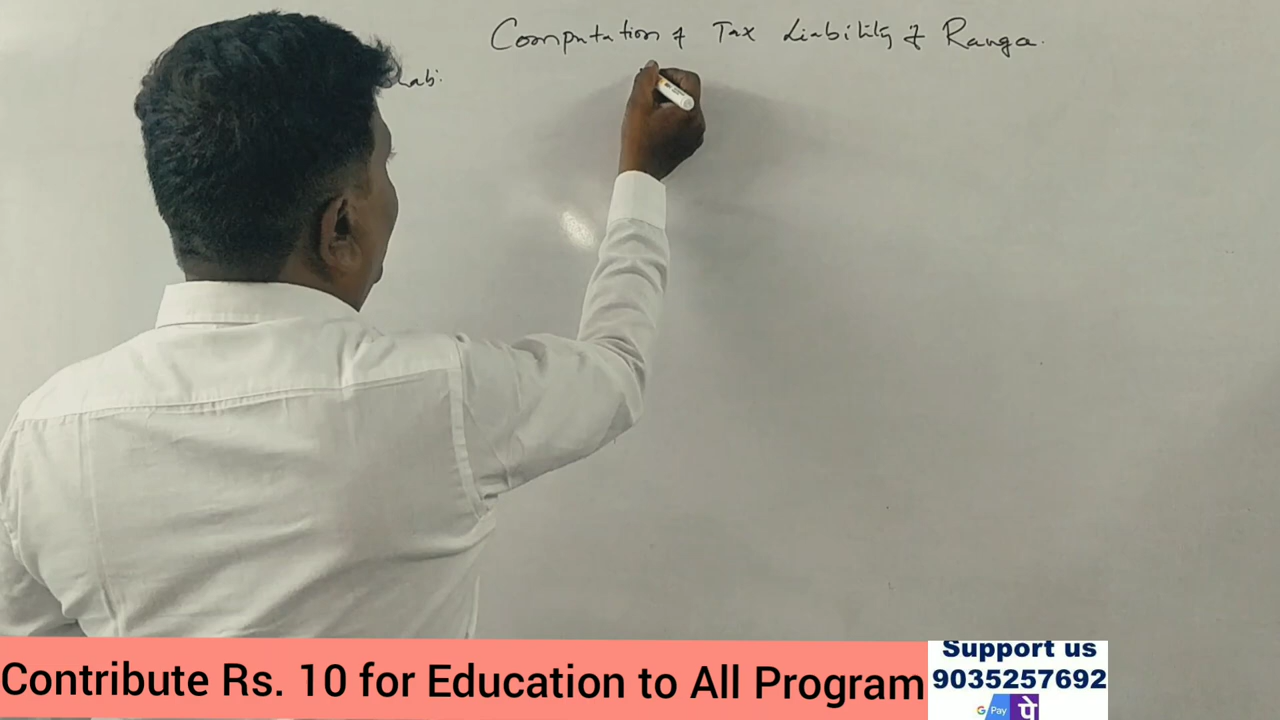 Computation of Tax Liability of Ranga.
Contribute Rs. 10 for Education to All Program
Support us
9035257692
G Pay पे